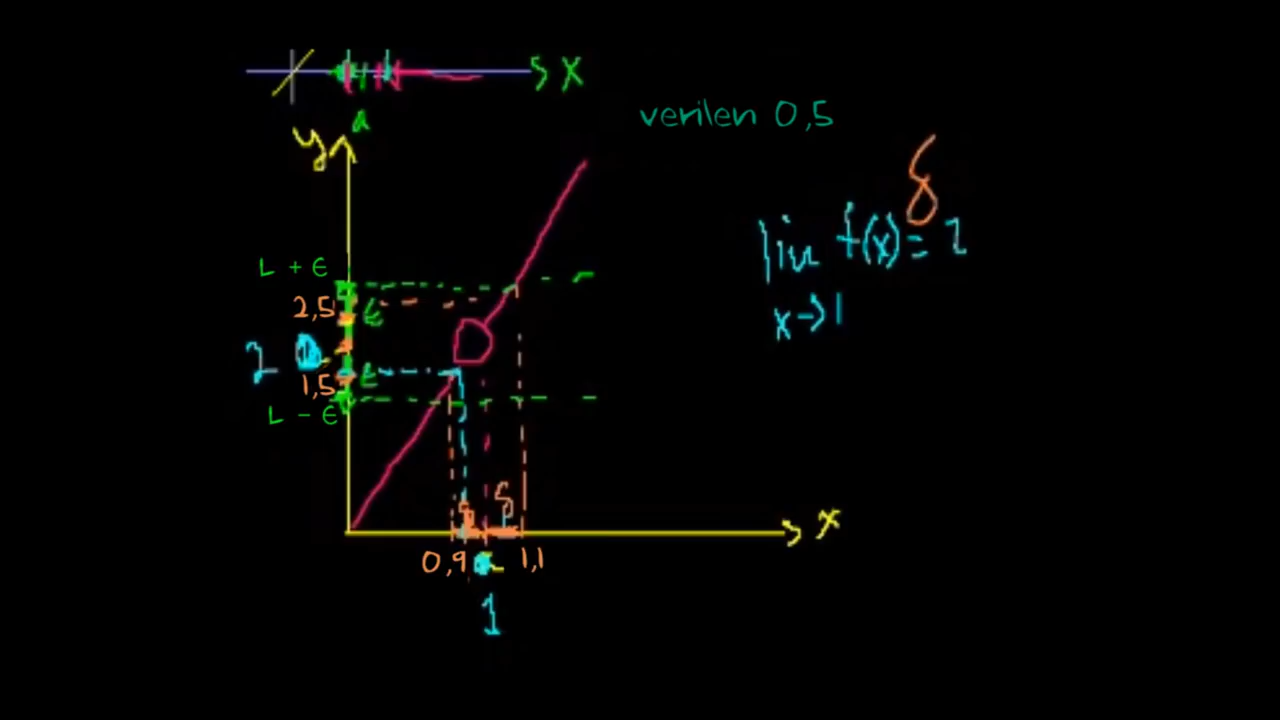 x
a
y
verilen 0,5
δ
lim f(x) = 2
x → 1
L + ϵ
2,5
ϵ
2
1,5
ϵ
L - ϵ
δ
δ
x
0,9
1,1
1